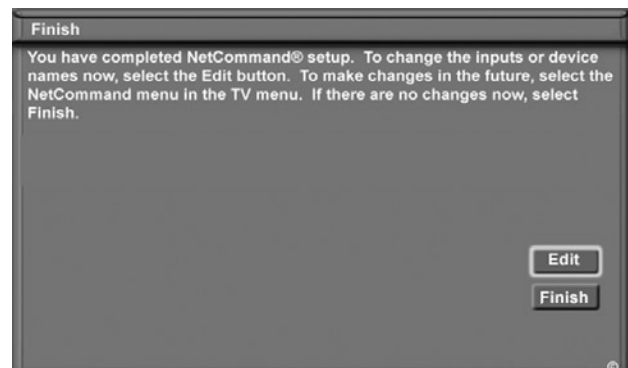 Finish
You have completed NetCommand® setup. To change the inputs or device
names now, select the Edit button. To make changes in the future, select the
NetCommand menu in the TV menu. If there are no changes now, select
Finish.
Edit
Finish
©